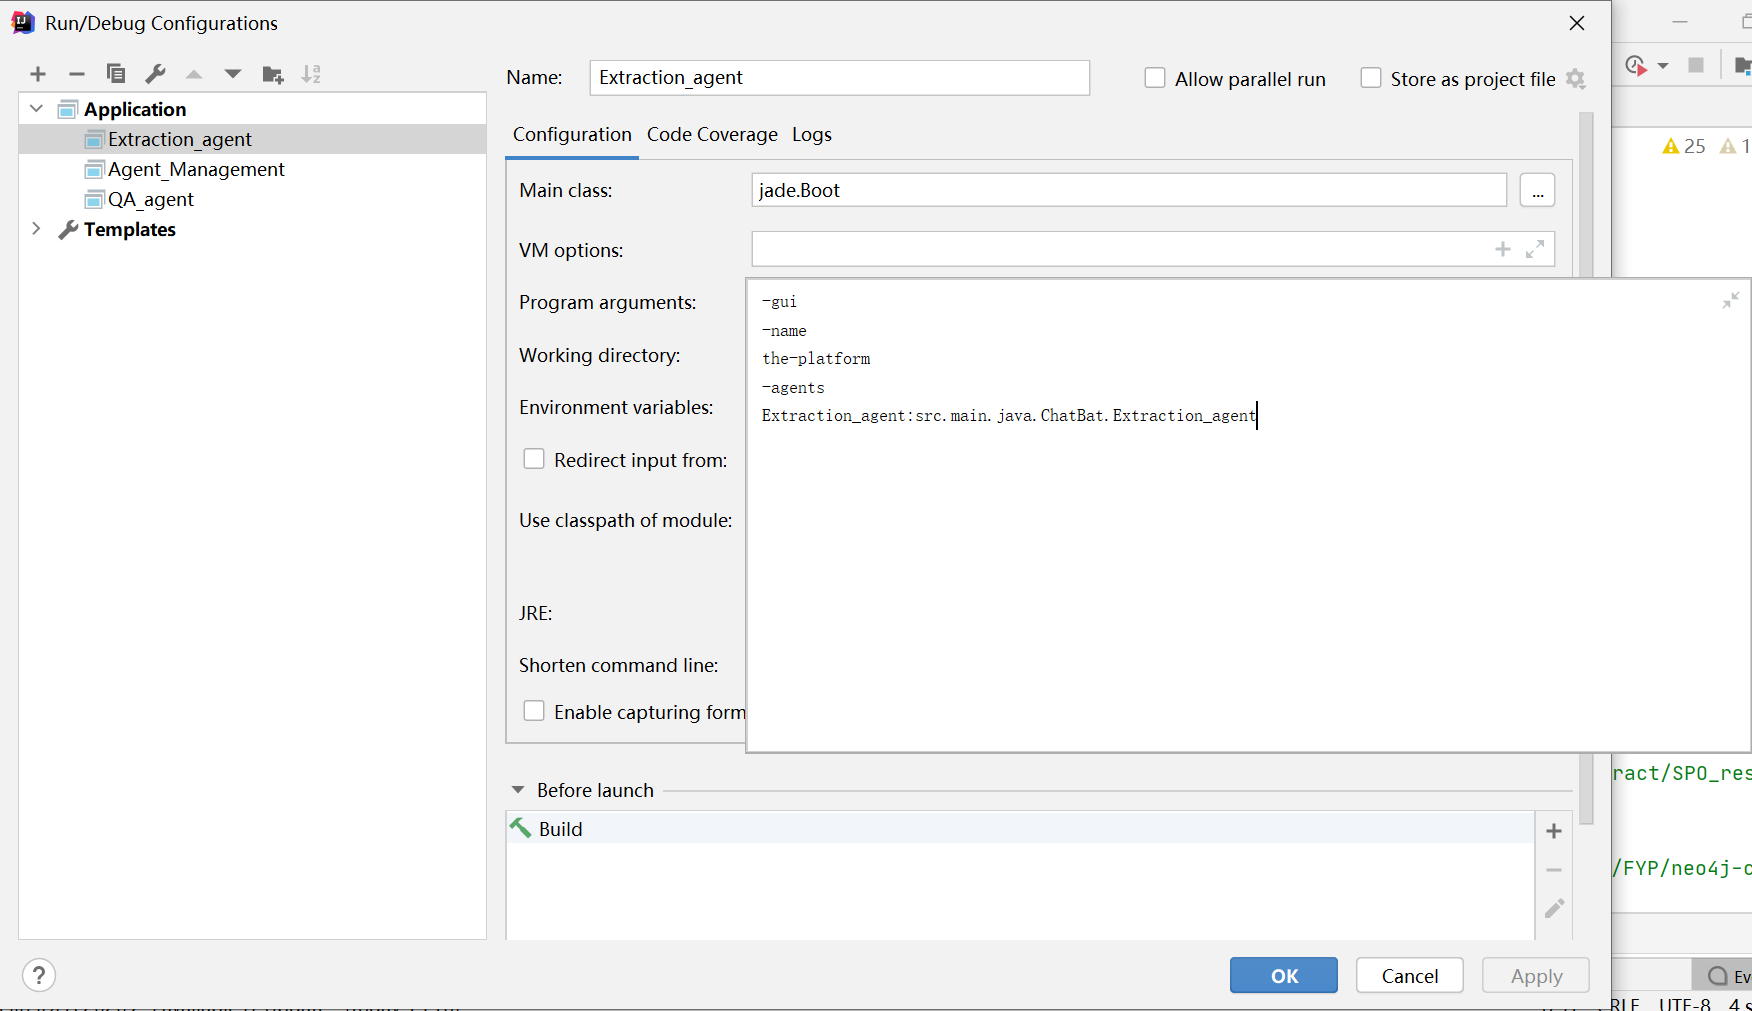 Run/Debug Configurations
Name:
Extraction_agent
Allow parallel run
Store as project file
Application
Extraction_agent
Agent_Management
QA_agent
Templates
Configuration
Code Coverage
Logs
Main class:
jade.Boot
...
VM options:
Program arguments:
-gui
-name
the-platform
-agents
Extraction_agent:src.main.java.ChatBat.Extraction_agent
Working directory:
Environment variables:
Redirect input from:
Use classpath of module:
JRE:
Shorten command line:
Enable capturing form
Before launch
Build
OK
Cancel
Apply
?
25
1
ract/SPO_res
/FYP/neo4j-c
Ev
RLF
UTF-8
4 s